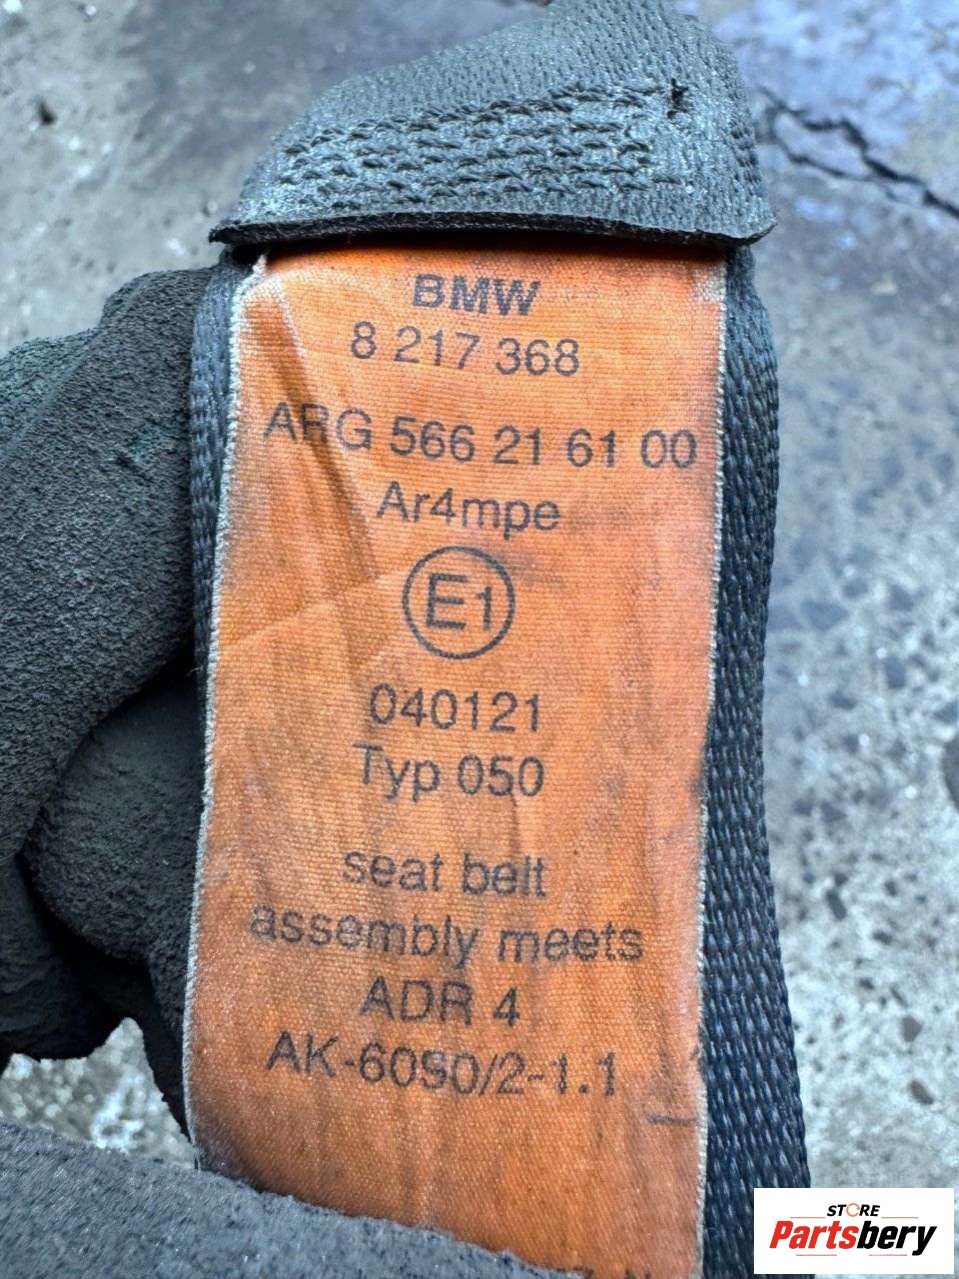 BMW
8 217 368
ARG 566 21 61 00
Ar4mpe
E1
040121
Typ 050
seat belt
assembly meets
ADR 4
AK-6090/2-1.1
STORE
Partsbery